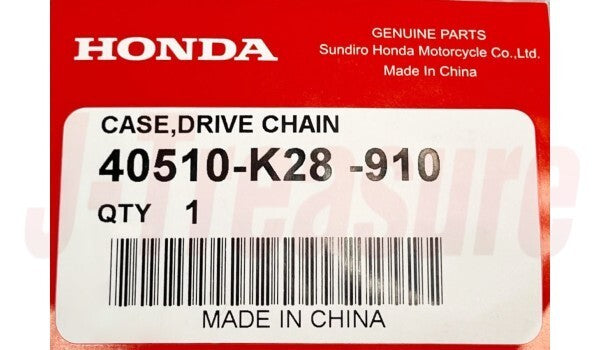 HONDA
GENUINE PARTS
Sundiro Honda Motorcycle Co.,Ltd.
Made In China
CASE,DRIVE CHAIN
40510-K28 -910
QTY 1
MADE IN CHINA
J-Treasure